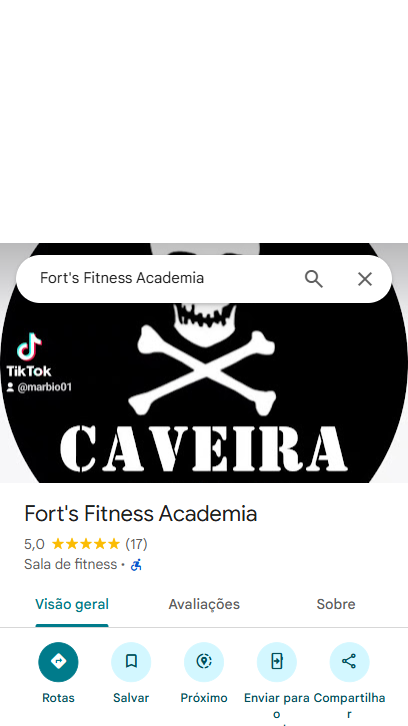 Fort's Fitness Academia
TikTok
@marbio01
CAVEIRA
Fort's Fitness Academia
5,0 (17)
Sala de fitness ·
Visão geral Avaliações Sobre
Rotas Salvar Próximo Enviar para Compartilha
o r